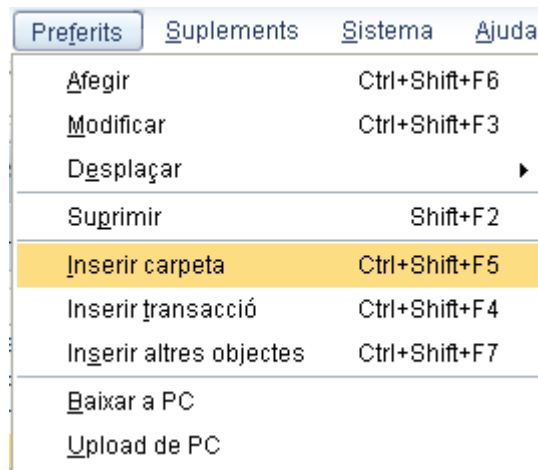 Preferits Suplements Sistema Ajuda
Afegir Ctrl+Shift+F6
Modificar Ctrl+Shift+F3
Desplaçar
Suprimir Shift+F2
Inserir carpeta Ctrl+Shift+F5
Inserir transacció Ctrl+Shift+F4
Inserir altres objectes Ctrl+Shift+F7
Baixar a PC
Upload de PC